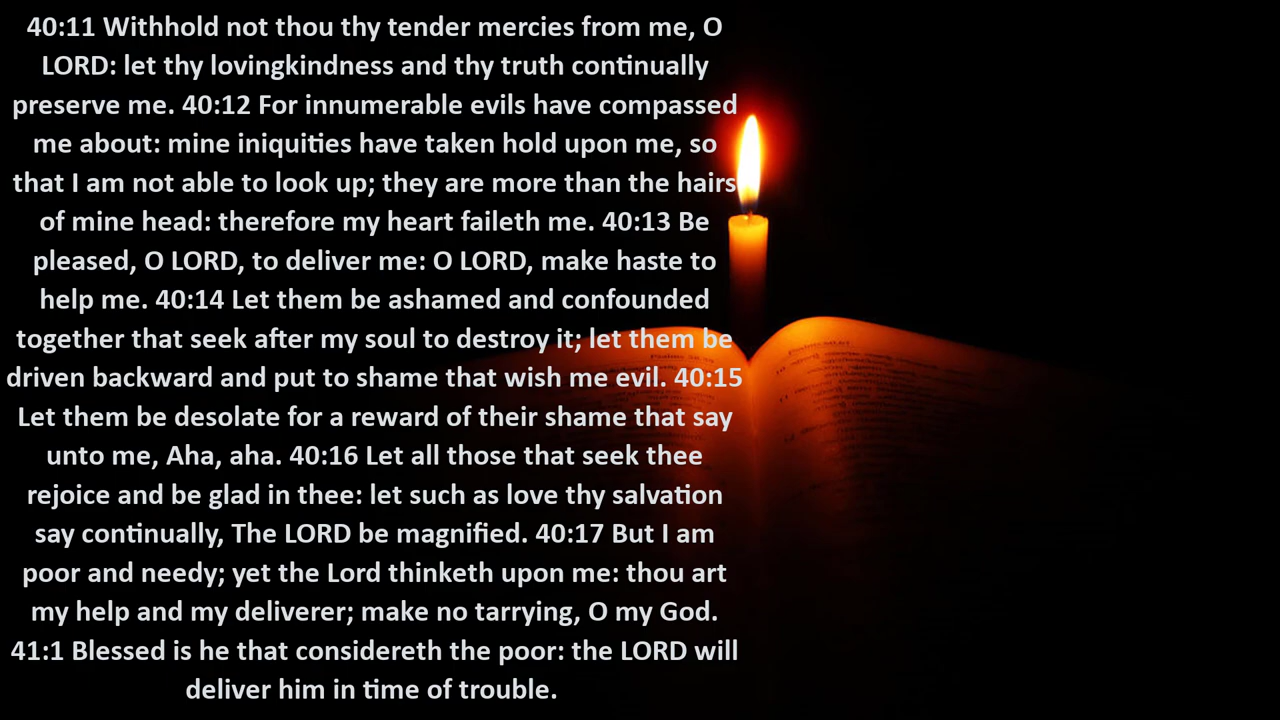 40:11 Withhold not thou thy tender mercies from me, O
LORD: let thy lovingkindness and thy truth continually
preserve me. 40:12 For innumerable evils have compassed
me about: mine iniquities have taken hold upon me, so
that I am not able to look up; they are more than the hairs
of mine head: therefore my heart faileth me. 40:13 Be
pleased, O LORD, to deliver me: O LORD, make haste to
help me. 40:14 Let them be ashamed and confounded
together that seek after my soul to destroy it; let them be
driven backward and put to shame that wish me evil. 40:15
Let them be desolate for a reward of their shame that say
unto me, Aha, aha. 40:16 Let all those that seek thee
rejoice and be glad in thee: let such as love thy salvation
say continually, The LORD be magnified. 40:17 But I am
poor and needy; yet the Lord thinketh upon me: thou art
my help and my deliverer; make no tarrying, O my God.
41:1 Blessed is he that considereth the poor: the LORD will
deliver him in time of trouble.